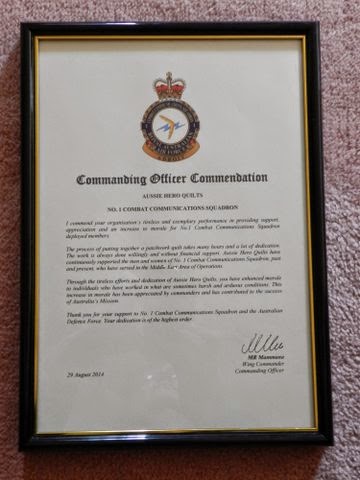 Commanding Officer Commendation
AUSSIE HERO QUILTS
NO. 1 COMBAT COMMUNICATIONS SQUADRON
I commend your organisation's tireless and exemplary performance in providing support,
appreciation and an increase in morale for No.1 Combat Communications Squadron
deployed members.
The process of putting together a patchwork quilt takes many hours and a lot of dedication.
The work is always done willingly and without financial support. Aussie Hero Quilts have
continuously supported the men and women of No. 1 Combat Communications Squadron, past
and present, who have served in the Middle East Area of Operations.
Through the tireless efforts and dedication of Aussie Hero Quilts, you have enhanced morale
to individuals who have worked in what are sometimes harsh and arduous conditions. This
increase in morale has been appreciated by commanders and has contributed to the success
of Australia's Mission.
Thank you for your support to No. 1 Combat Communications Squadron and the Australian
Defence Force. Your dedication is of the highest order.
MR Mammana
Wing Commander
Commanding Officer
29 August 2014